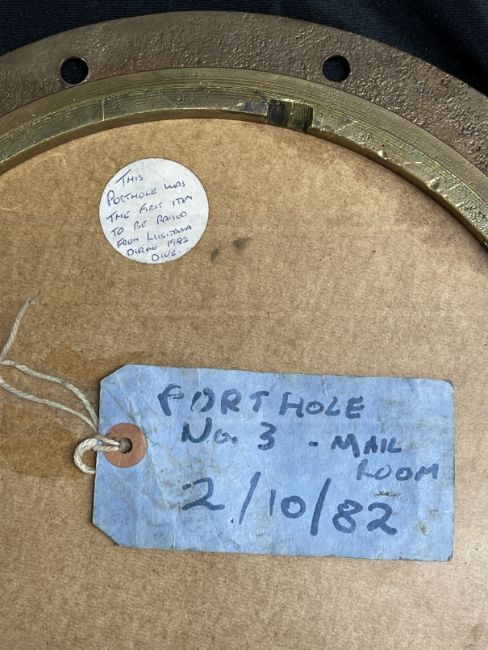 THIS
PORTHOLE WAS
THE FIRST ITEM
TO BE RAISED
FROM LUSITANIA
DURING 1982
DIVE.
PORTHOLE
No. 3 - MAIL
ROOM
2/10/82